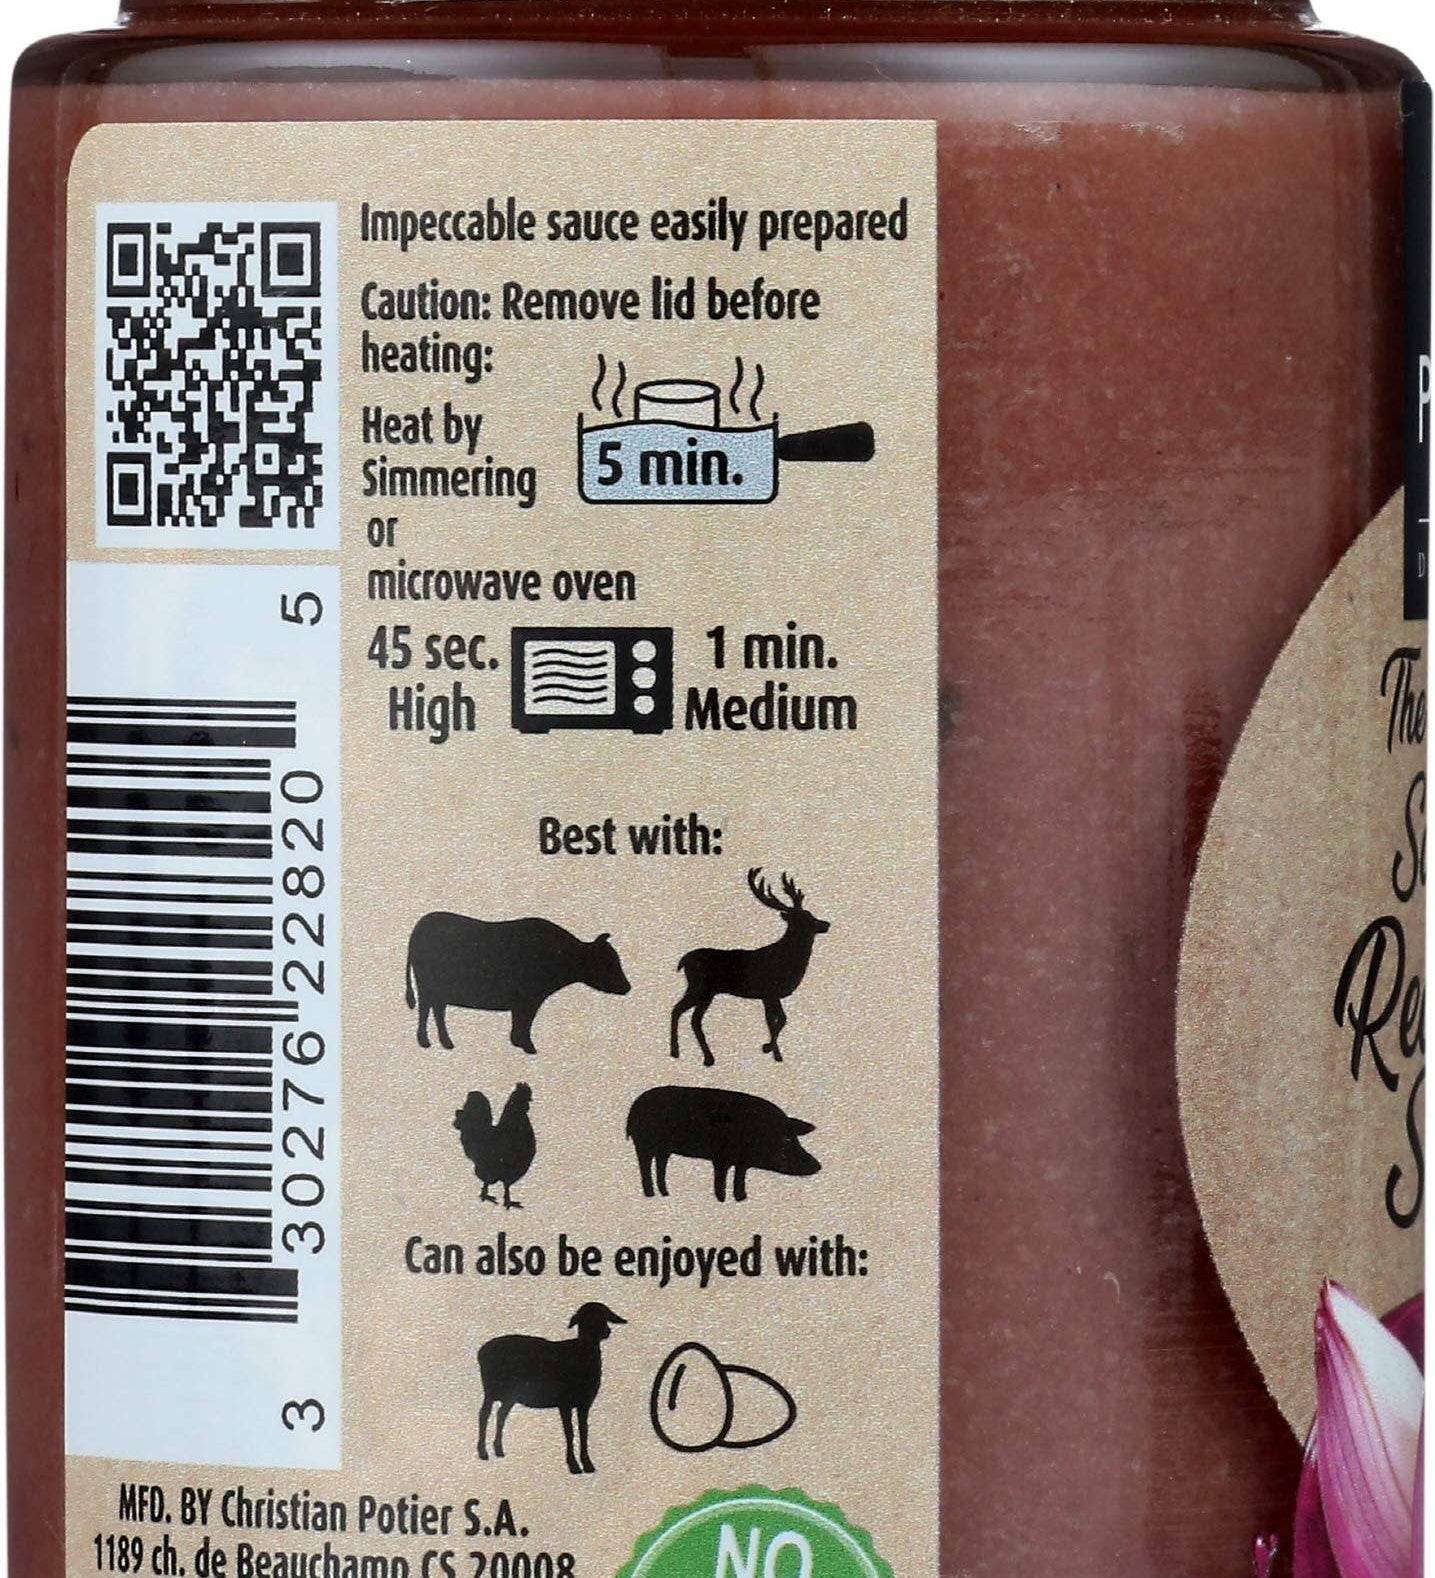 Impeccable sauce easily prepared
Caution: Remove lid before
heating:
Heat by
Simmering
5 min.
or
microwave oven
45 sec.
High
1 min.
Medium
Best with:
Can also be enjoyed with:
3 302762 22820 5
MFD. BY Christian Potier S.A.
1189 ch. de Beauchamp CS 20008
NO
The